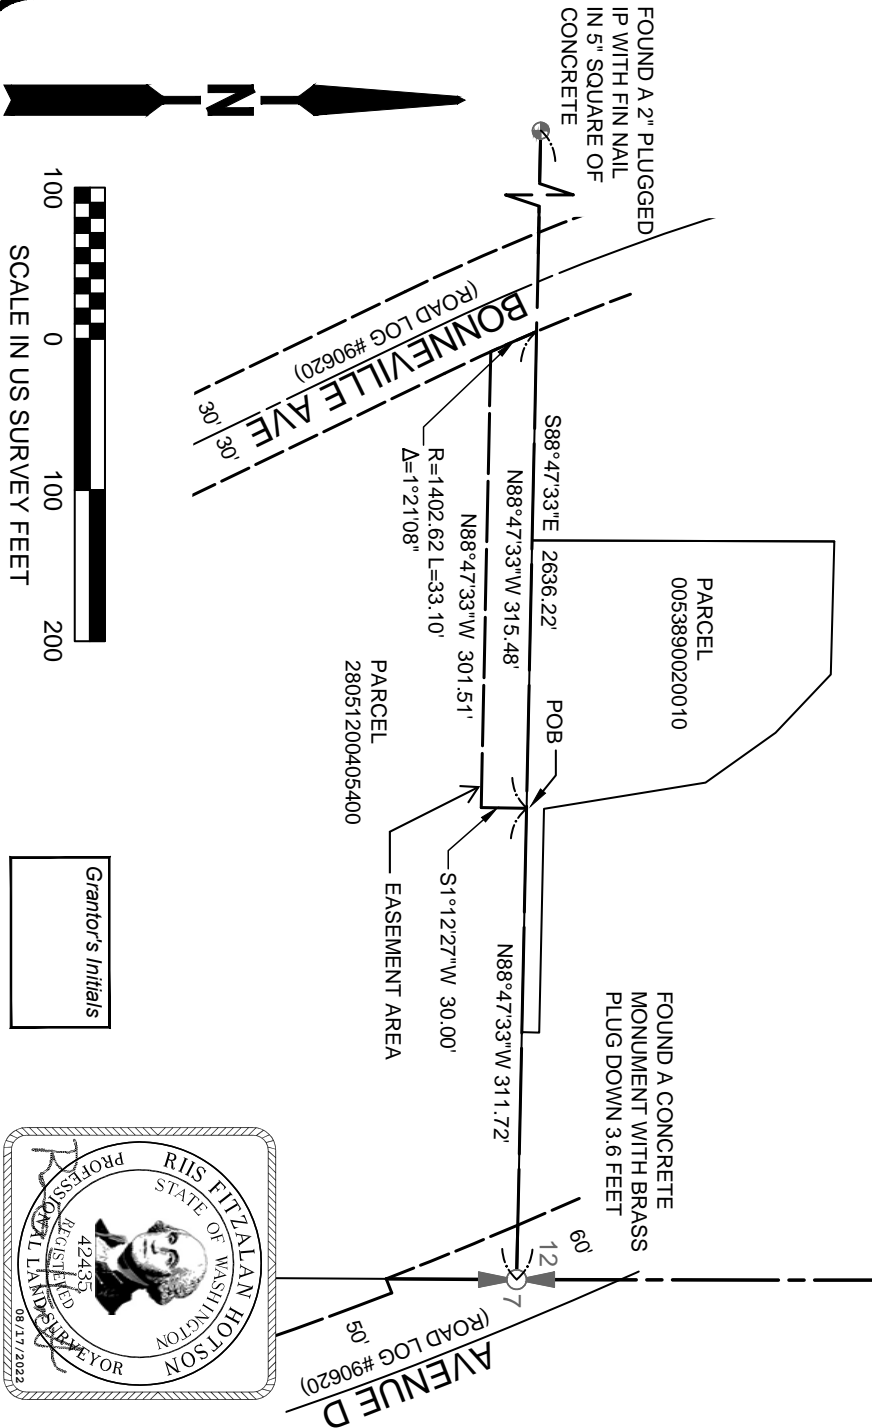 FOUND A 2" PLUGGED
IP WITH FIN NAIL
IN 5" SQUARE OF
CONCRETE
N
100
0
100
200
SCALE IN US SURVEY FEET
BONNEVILLE AVE
(ROAD LOG #90620)
30'
30'
S88°47'33"E 2636.22'
N88°47'33"W 315.48'
N88°47'33"W 301.51'
R=1402.62 L=33.10'
Δ=1°21'08"
PARCEL
0053890020010
POB
PARCEL
28051200405400
EASEMENT AREA
S1°12'27"W 30.00'
N88°47'33"W 311.72'
FOUND A CONCRETE
MONUMENT WITH BRASS
PLUG DOWN 3.6 FEET
60'
12
7
50'
(ROAD LOG #90620)
AVENUE D
Grantor's Initials
RIIS FITZALAN HOTSON
STATE OF WASHINGTON
42435
REGISTERED
PROFESSIONAL LAND SURVEYOR
08/17/2022